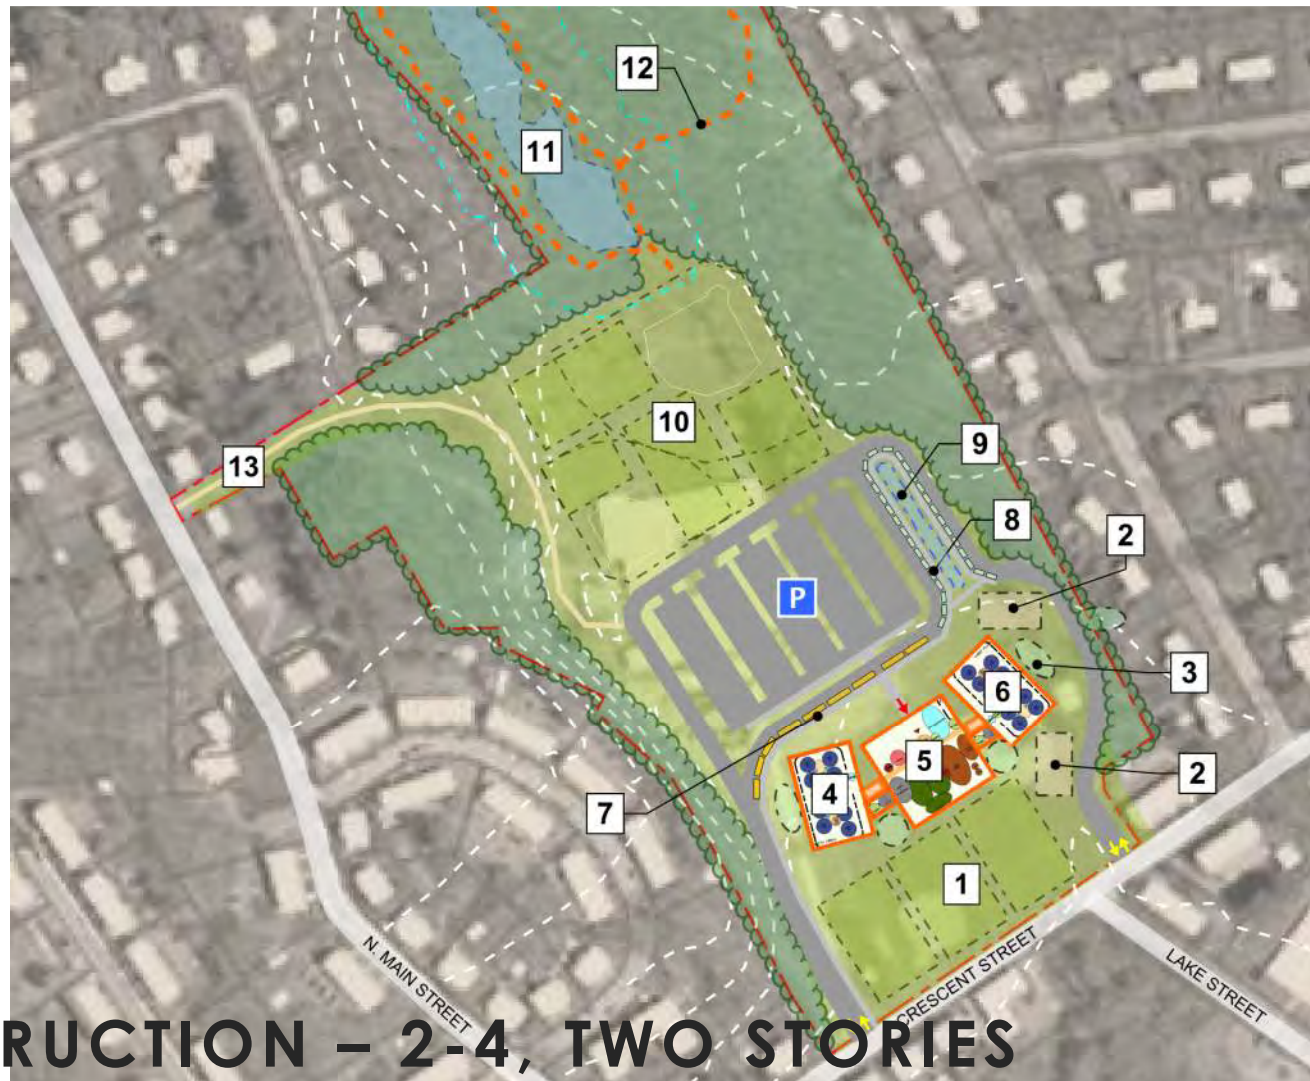 12
11
10
13
9
8
2
P
3
6
5
4
2
7
1
N. MAIN STREET
CRESCENT STREET
LAKE STREET
RUCTION – 2-4, TWO STORIES